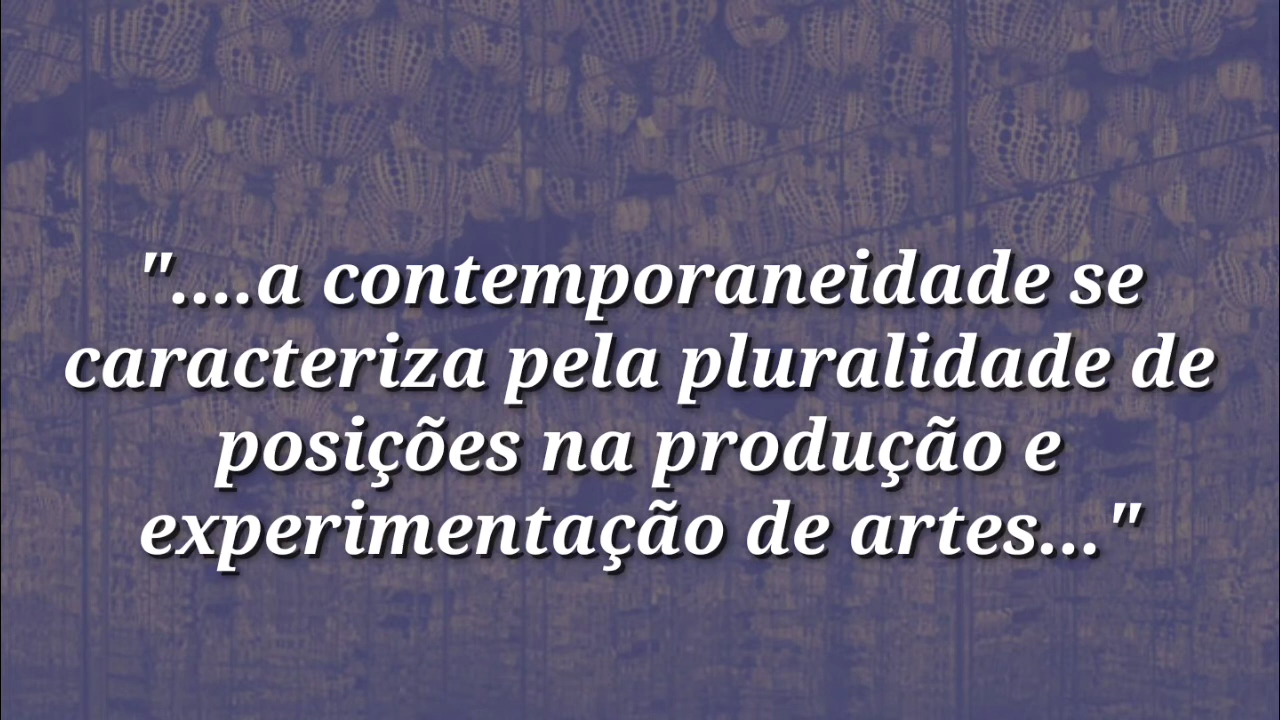 "....a contemporaneidade se
caracteriza pela pluralidade de
posições na produção e
experimentação de artes..."